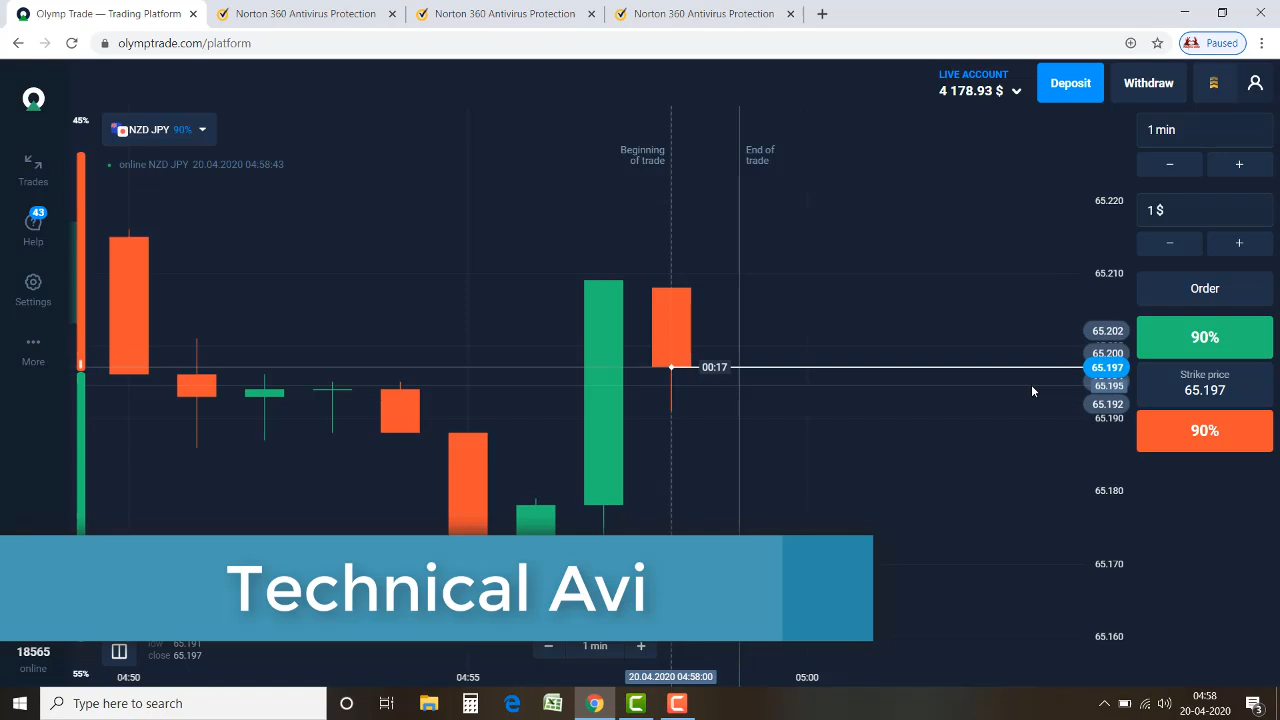 Olymp Trade — Trading Platform
Norton 360 Antivirus Protection
Norton 360 Antivirus Protection
Norton 360 Antivirus Protection
olymptrade.com/platform
Paused
LIVE ACCOUNT
4 178.93 $
Deposit
Withdraw
45%
NZD JPY 90%
online NZD JPY 20.04.2020 04:58:43
Beginning
of trade
End of
trade
1 min
1 $
Order
90%
Strike price
65.197
90%
Trades
43
Help
Settings
More
65.220
65.210
65.202
65.200
65.197
65.195
65.192
65.190
65.180
65.170
65.160
00:17
Technical Avi
low 65.191
close 65.197
1 min
18565
online
55%
04:50
04:55
20.04.2020 04:58:00
05:00
Type here to search
04:58
20-04-2020
3